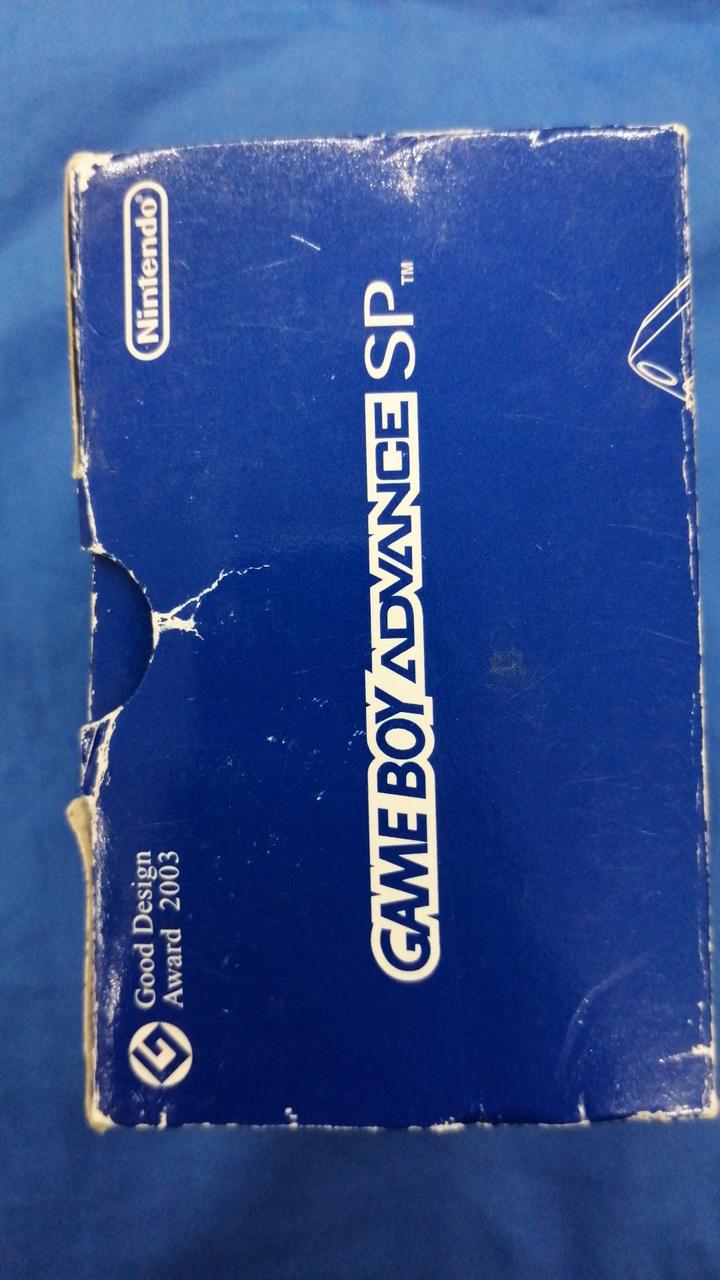 Good Design
Award 2003
Nintendo®
GAME BOY ADVANCE SP™